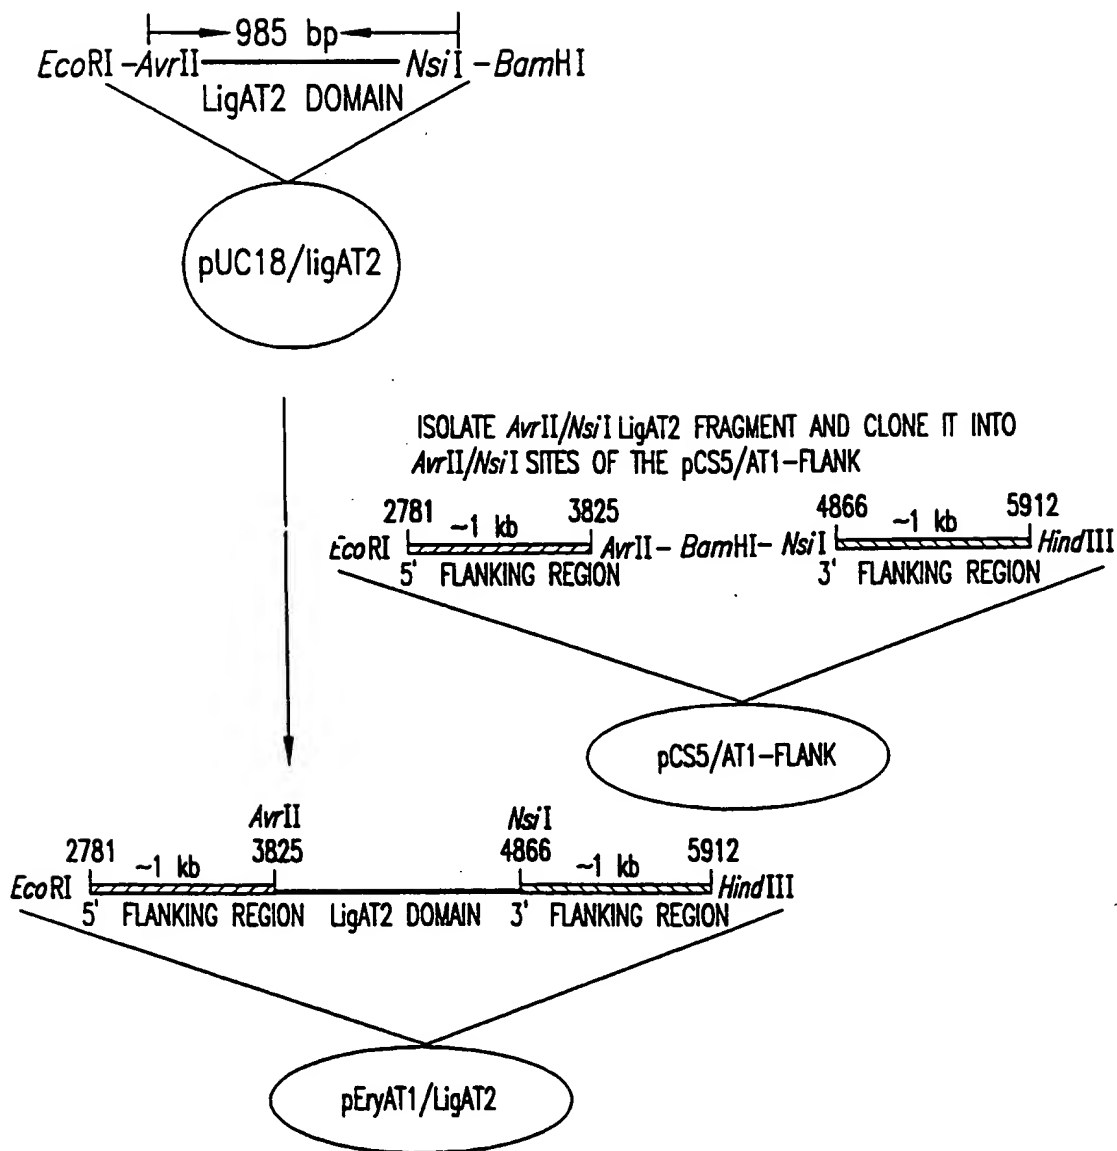 985 bp
EcoRI - AvrII NsiI - BamHI
LigAT2 DOMAIN
pUC18/ligAT2
ISOLATE AvrII/NsiI LigAT2 FRAGMENT AND CLONE IT INTO
AvrII/NsiI SITES OF THE pCS5/AT1-FLANK
2781 ~1 kb 3825 4866 ~1 kb 5912
EcoRI AvrII- BamHI- NsiI HindIII
5' FLANKING REGION 3' FLANKING REGION
pCS5/AT1-FLANK
AvrII NsiI
2781 ~1 kb 3825 4866 ~1 kb 5912
EcoRI HindIII
5' FLANKING REGION LigAT2 DOMAIN 3' FLANKING REGION
pEryAT1/LigAT2